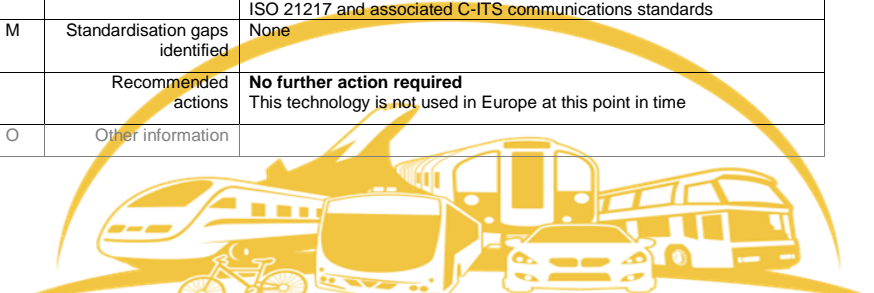 ISO 21217 and associated C-ITS communications standards
M Standardisation gaps identified None
Recommended actions No further action required
This technology is not used in Europe at this point in time
O Other information